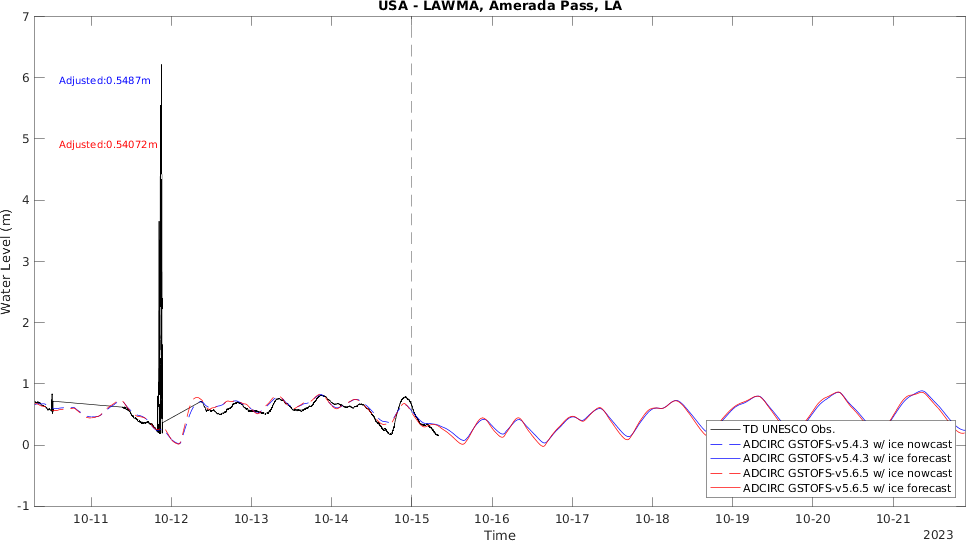 USA - LAWMA, Amerada Pass, LA
7
6
5
4
3
2
1
0
-1
Water Level (m)
Adjusted:0.5487m
Adjusted:0.54072m
TD UNESCO Obs.
ADCIRC GSTOFS-v5.4.3 w/ ice nowcast
ADCIRC GSTOFS-v5.4.3 w/ ice forecast
ADCIRC GSTOFS-v5.6.5 w/ ice nowcast
ADCIRC GSTOFS-v5.6.5 w/ ice forecast
10-11 10-12 10-13 10-14 10-15 10-16 10-17 10-18 10-19 10-20 10-21
Time
2023